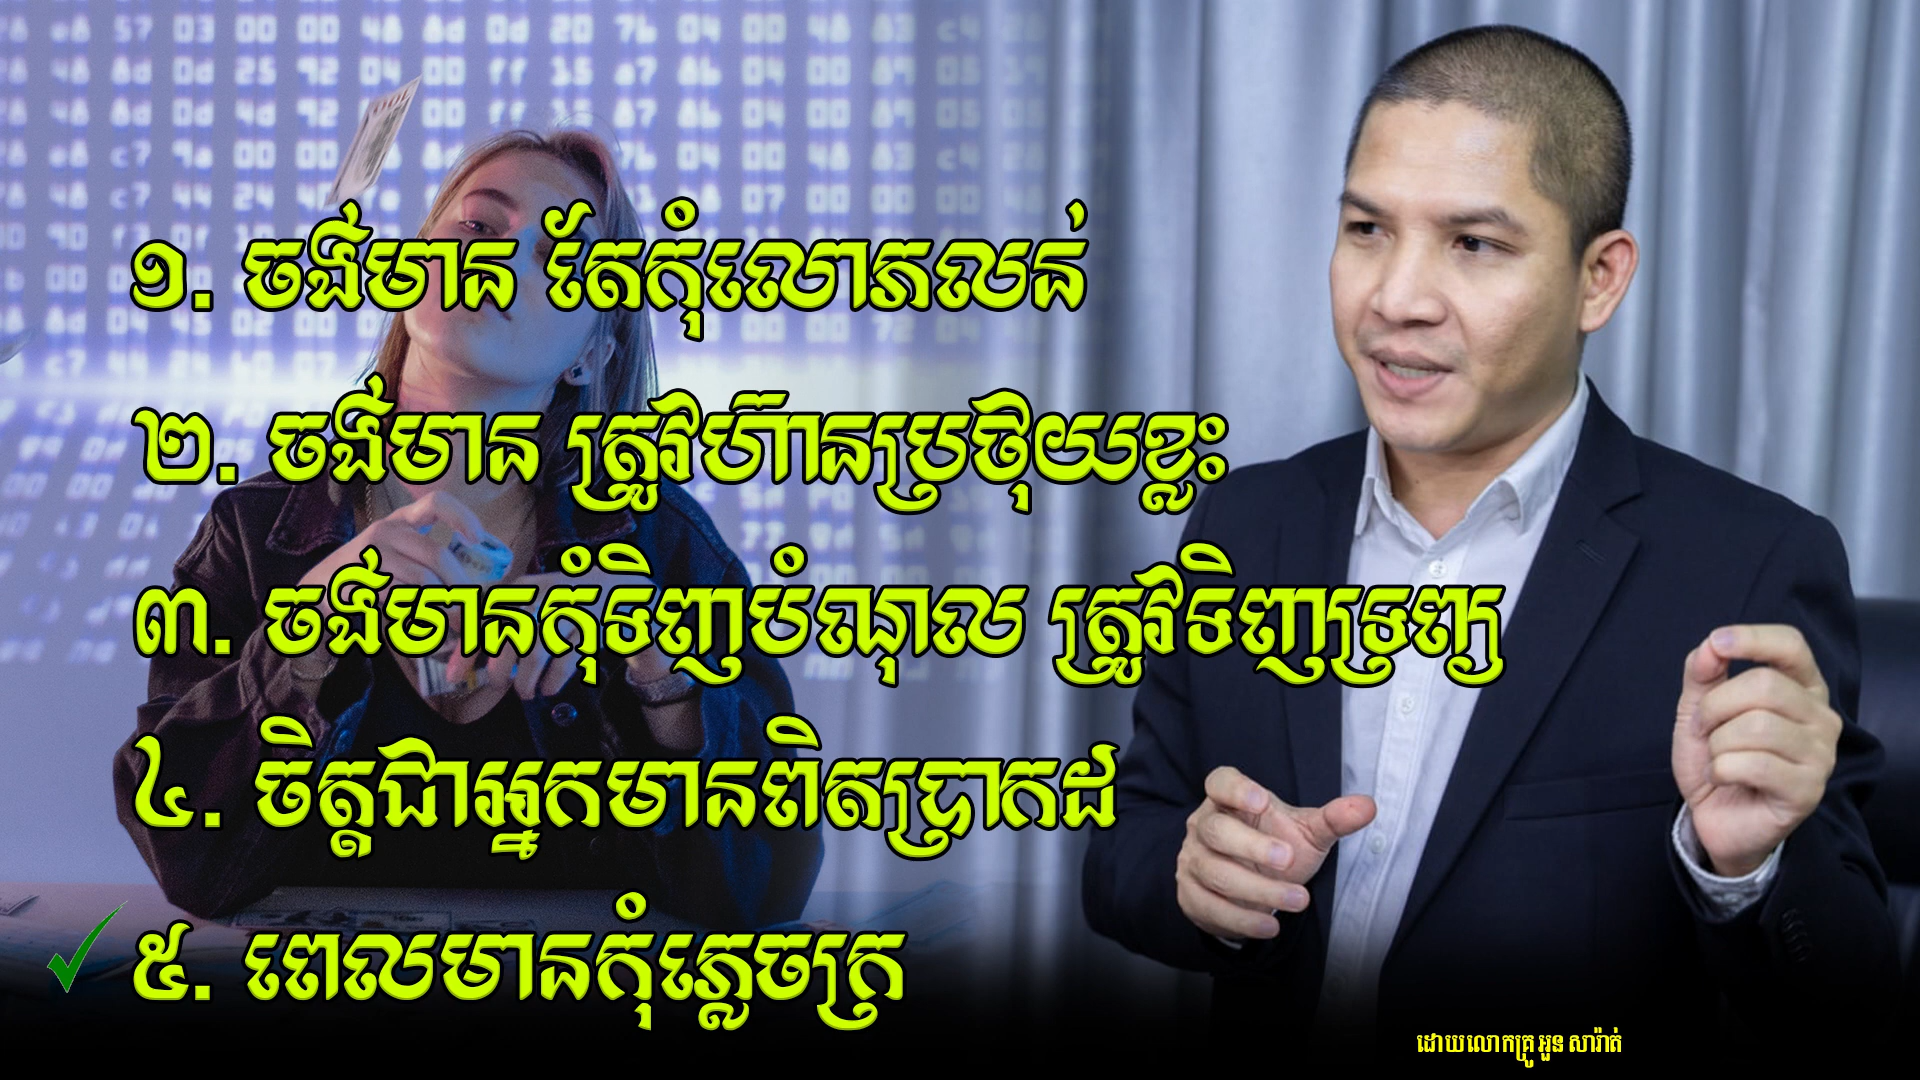 ១. ចង់មាន តែកុំលោភលន់
២. ចង់មាន ត្រូវហ៊ានប្រថុយខ្លះ
៣. ចង់មានកុំទិញបំណុល ត្រូវទិញទ្រព្យ
៤. ចិត្តជាអ្នកមានពិតប្រាកដ
៥. ពេលមានកុំភ្លេចក្រ
ដោយលោកគ្រូ អួន សារ៉ាត់